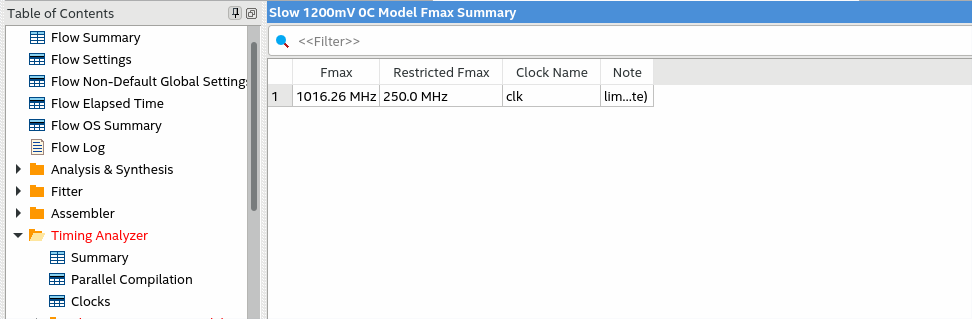 Table of Contents
Flow Summary
Flow Settings
Flow Non-Default Global Settings
Flow Elapsed Time
Flow OS Summary
Flow Log
Analysis & Synthesis
Fitter
Assembler
Timing Analyzer
Summary
Parallel Compilation
Clocks
Slow 1200mV 0C Model Fmax Summary
<<Filter>>
Fmax Restricted Fmax Clock Name Note
1 1016.26 MHz 250.0 MHz clk lim...te)